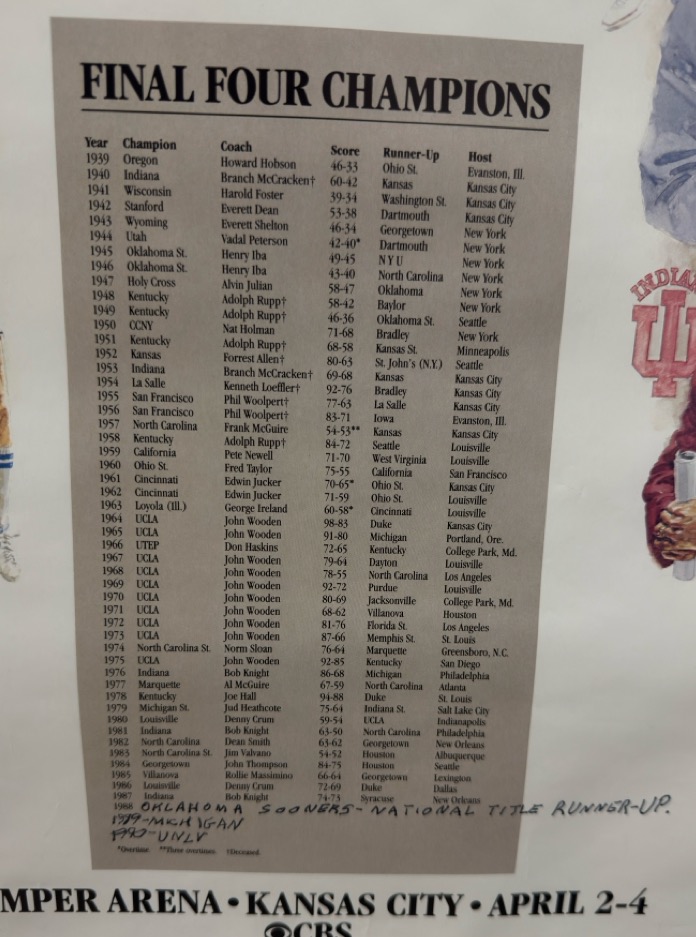 FINAL FOUR CHAMPIONS
Year Champion Coach Score Runner-Up Host
1939 Oregon Howard Hobson 46-33 Ohio St. Evanston, Ill.
1940 Indiana Branch McCracken† 60-42 Kansas Kansas City
1941 Wisconsin Harold Foster 39-34 Washington St. Kansas City
1942 Stanford Everett Dean 53-38 Dartmouth Kansas City
1943 Wyoming Everett Shelton 46-34 Georgetown New York
1944 Utah Vadal Peterson 42-40* Dartmouth New York
1945 Oklahoma St. Henry Iba 49-45 N Y U New York
1946 Oklahoma St. Henry Iba 43-40 North Carolina New York
1947 Holy Cross Alvin Julian 58-47 Oklahoma New York
1948 Kentucky Adolph Rupp† 58-42 Baylor New York
1949 Kentucky Adolph Rupp† 46-36 Oklahoma St. Seattle
1950 CCNY Nat Holman 71-68 Bradley New York
1951 Kentucky Adolph Rupp† 68-58 Kansas St. Minneapolis
1952 Kansas Forrest Allen† 80-63 St. John's (N.Y.) Seattle
1953 Indiana Branch McCracken† 69-68 Kansas Kansas City
1954 La Salle Kenneth Loeffler† 92-76 Bradley Kansas City
1955 San Francisco Phil Woolpert† 77-63 La Salle Kansas City
1956 San Francisco Phil Woolpert† 83-71 Iowa Evanston, Ill.
1957 North Carolina Frank McGuire 54-53** Kansas Kansas City
1958 Kentucky Adolph Rupp† 84-72 Seattle Louisville
1959 California Pete Newell 71-70 West Virginia Louisville
1960 Ohio St. Fred Taylor 75-55 California San Francisco
1961 Cincinnati Edwin Jucker 70-65* Ohio St. Kansas City
1962 Cincinnati Edwin Jucker 71-59 Ohio St. Louisville
1963 Loyola (Ill.) George Ireland 60-58* Cincinnati Louisville
1964 UCLA John Wooden 98-83 Duke Kansas City
1965 UCLA John Wooden 91-80 Michigan Portland, Ore.
1966 UTEP Don Haskins 72-65 Kentucky College Park, Md.
1967 UCLA John Wooden 79-64 Dayton Louisville
1968 UCLA John Wooden 78-55 North Carolina Los Angeles
1969 UCLA John Wooden 92-72 Purdue Louisville
1970 UCLA John Wooden 80-69 Jacksonville College Park, Md.
1971 UCLA John Wooden 68-62 Villanova Houston
1972 UCLA John Wooden 81-76 Florida St. Los Angeles
1973 UCLA John Wooden 87-66 Memphis St. St. Louis
1974 North Carolina St. Norm Sloan 76-64 Marquette Greensboro, N.C.
1975 UCLA John Wooden 92-85 Kentucky San Diego
1976 Indiana Bob Knight 86-68 Michigan Philadelphia
1977 Marquette Al McGuire 67-59 North Carolina Atlanta
1978 Kentucky Joe Hall 94-88 Duke St. Louis
1979 Michigan St. Jud Heathcote 75-64 Indiana St. Salt Lake City
1980 Louisville Denny Crum 59-54 UCLA Indianapolis
1981 Indiana Bob Knight 63-50 North Carolina Philadelphia
1982 North Carolina Dean Smith 63-62 Georgetown New Orleans
1983 North Carolina St. Jim Valvano 54-52 Houston Albuquerque
1984 Georgetown John Thompson 84-75 Houston Seattle
1985 Villanova Rollie Massimino 66-64 Georgetown Lexington
1986 Louisville Denny Crum 72-69 Duke Dallas
1987 Indiana Bob Knight 74-73 Syracuse New Orleans
1988 OKLAHOMA SOONERS - NATIONAL TITLE RUNNER-UP.
1989-MICHIGAN
1990-UNLV
*Overtime. **Three overtimes. †Deceased.
MPER ARENA • KANSAS CITY • APRIL 2-4
CBS
INDIAN
IU